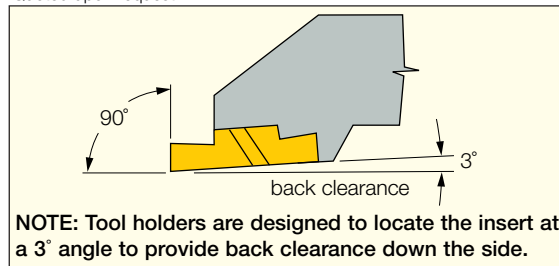 90°
3°
back clearance
NOTE: Tool holders are designed to locate the insert at
a 3° angle to provide back clearance down the side.